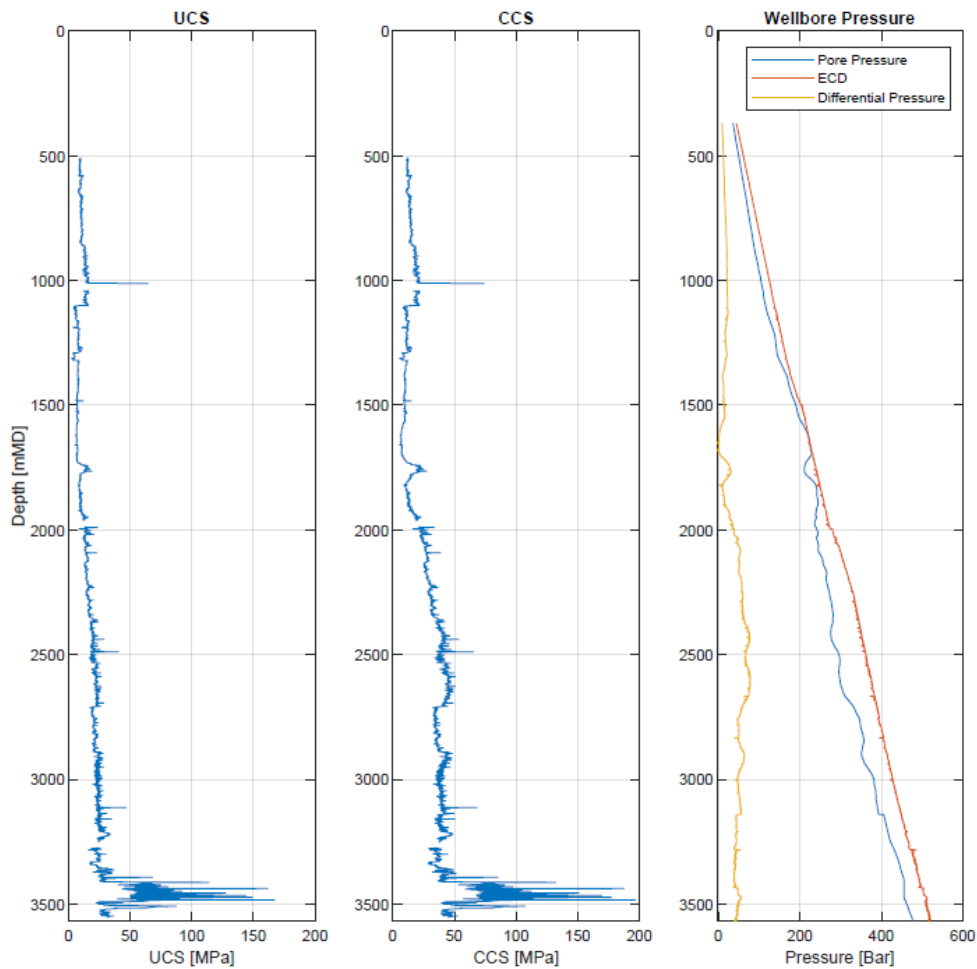 UCS
CCS
Wellbore Pressure
0
0
0
Pore Pressure
ECD
Differential Pressure
500
500
500
1000
1000
1000
1500
1500
1500
Depth [mMD]
2000
2000
2000
2500
2500
2500
3000
3000
3000
3500
3500
3500
0 50 100 150 200
0 50 100 150 200
0 200 400 600
UCS [MPa]
CCS [MPa]
Pressure [Bar]